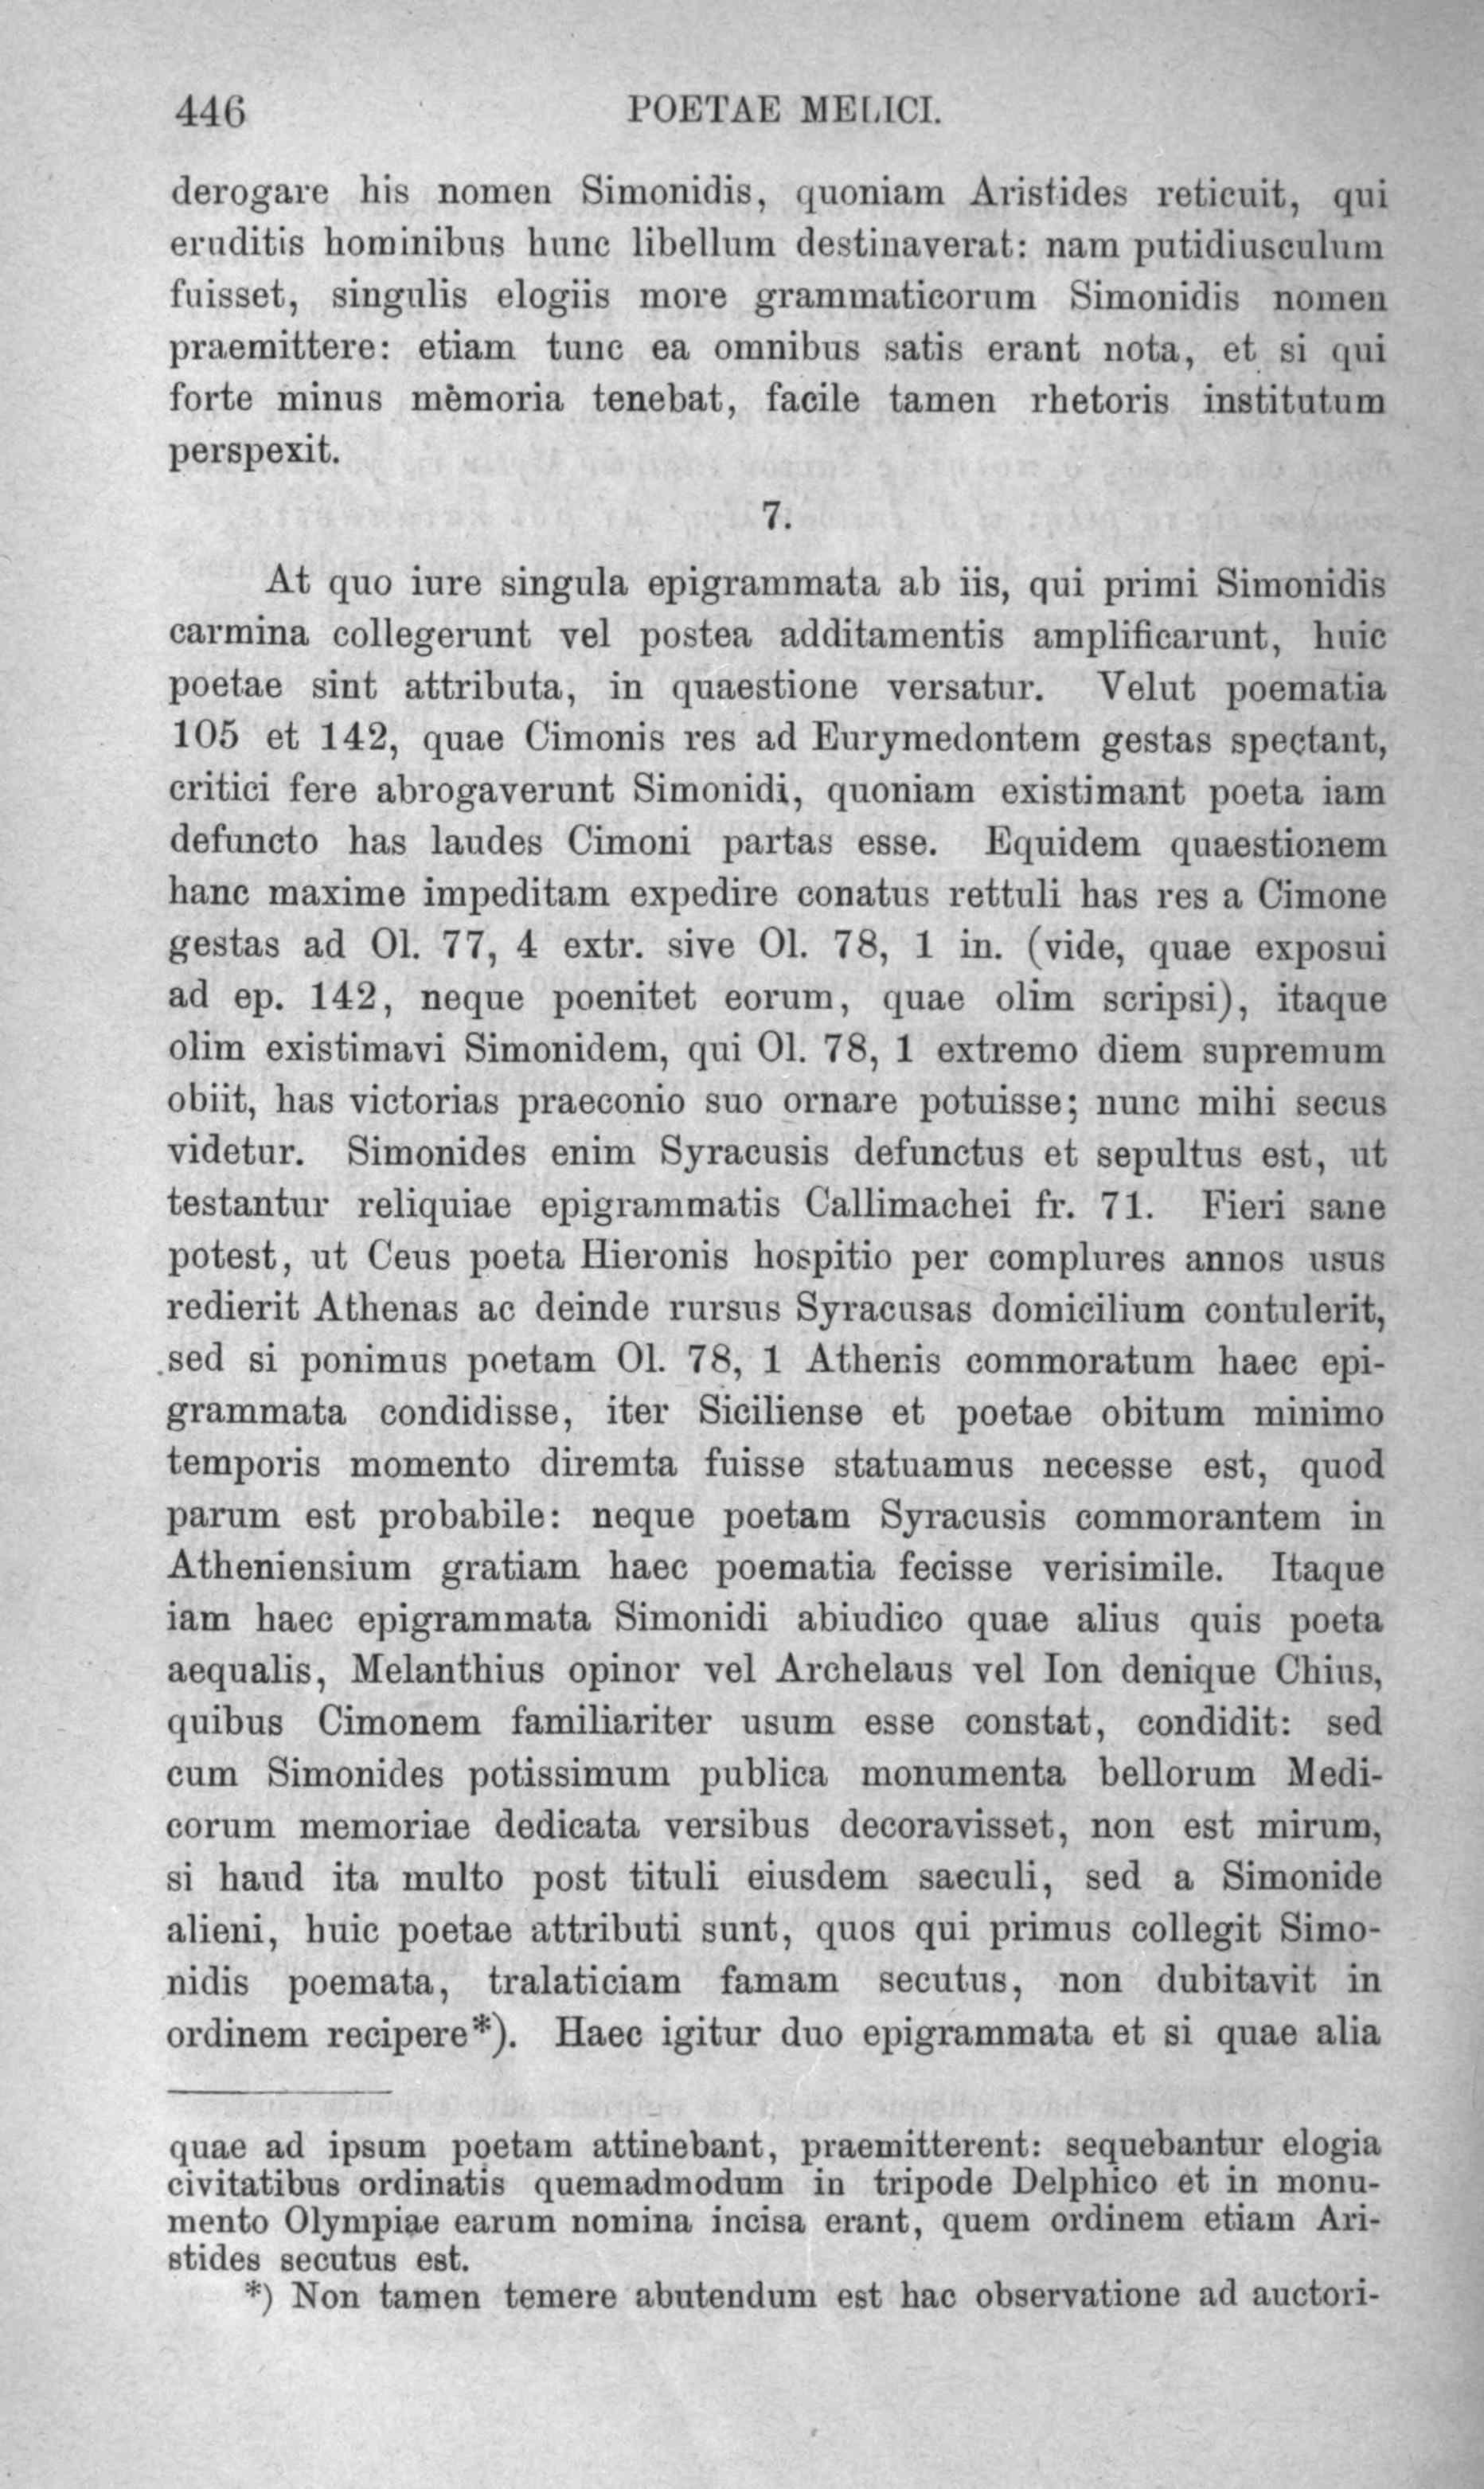 446 POETAE MELICI.
derogare his nomen Simonidis, quoniam Aristides reticuit, qui
eruditis hominibus hunc libellum destinaverat: nam putidiusculum
fuisset, singulis elogiis more grammaticorum Simonidis nomen
praemittere: etiam tunc ea omnibus satis erant nota, et si qui
forte minus memoria tenebat, facile tamen rhetoris institutum
perspexit.
7.
At quo iure singula epigrammata ab iis, qui primi Simonidis
carmina collegerunt vel postea additamentis amplificarunt, huic
poetae sint attributa, in quaestione versatur. Velut poematia
105 et 142, quae Cimonis res ad Eurymedontem gestas spectant,
critici fere abrogaverunt Simonidi, quoniam existimant poeta iam
defuncto has laudes Cimoni partas esse. Equidem quaestionem
hanc maxime impeditam expedire conatus rettuli has res a Cimone
gestas ad Ol. 77, 4 extr. sive Ol. 78, 1 in. (vide, quae exposui
ad ep. 142, neque poenitet eorum, quae olim scripsi), itaque
olim existimavi Simonidem, qui Ol. 78, 1 extremo diem supremum
obiit, has victorias praeconio suo ornare potuisse; nunc mihi secus
videtur. Simonides enim Syracusis defunctus et sepultus est, ut
testantur reliquiae epigrammatis Callimachei fr. 71. Fieri sane
potest, ut Ceus poeta Hieronis hospitio per complures annos usus
redierit Athenas ac deinde rursus Syracusas domicilium contulerit,
sed si ponimus poetam Ol. 78, 1 Athenis commoratum haec epi-
grammata condidisse, iter Siciliense et poetae obitum minimo
temporis momento diremta fuisse statuamus necesse est, quod
parum est probabile: neque poetam Syracusis commorantem in
Atheniensium gratiam haec poematia fecisse verisimile. Itaque
iam haec epigrammata Simonidi abiudico quae alius quis poeta
aequalis, Melanthius opinor vel Archelaus vel Ion denique Chius,
quibus Cimonem familiariter usum esse constat, condidit: sed
cum Simonides potissimum publica monumenta bellorum Medi-
corum memoriae dedicata versibus decoravisset, non est mirum,
si haud ita multo post tituli eiusdem saeculi, sed a Simonide
alieni, huic poetae attributi sunt, quos qui primus collegit Simo-
nidis poemata, tralaticiam famam secutus, non dubitavit in
ordinem recipere*). Haec igitur duo epigrammata et si quae alia
quae ad ipsum poetam attinebant, praemitterent: sequebantur elogia
civitatibus ordinatis quemadmodum in tripode Delphico et in monu-
mento Olympiae earum nomina incisa erant, quem ordinem etiam Ari-
stides secutus est.
*) Non tamen temere abutendum est hac observatione ad auctori-